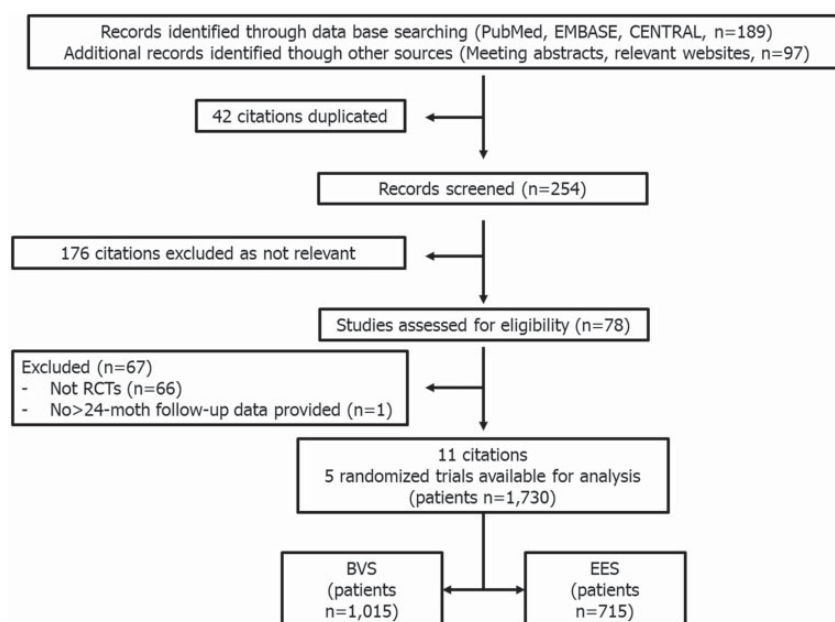 Records identified through data base searching (PubMed, EMBASE, CENTRAL, n=189)
Additional records identified though other sources (Meeting abstracts, relevant websites, n=97)
42 citations duplicated
Records screened (n=254)
176 citations excluded as not relevant
Studies assessed for eligibility (n=78)
Excluded (n=67)
- Not RCTs (n=66)
- No>24-moth follow-up data provided (n=1)
11 citations
5 randomized trials available for analysis
(patients n=1,730)
BVS
(patients
n=1,015)
EES
(patients
n=715)